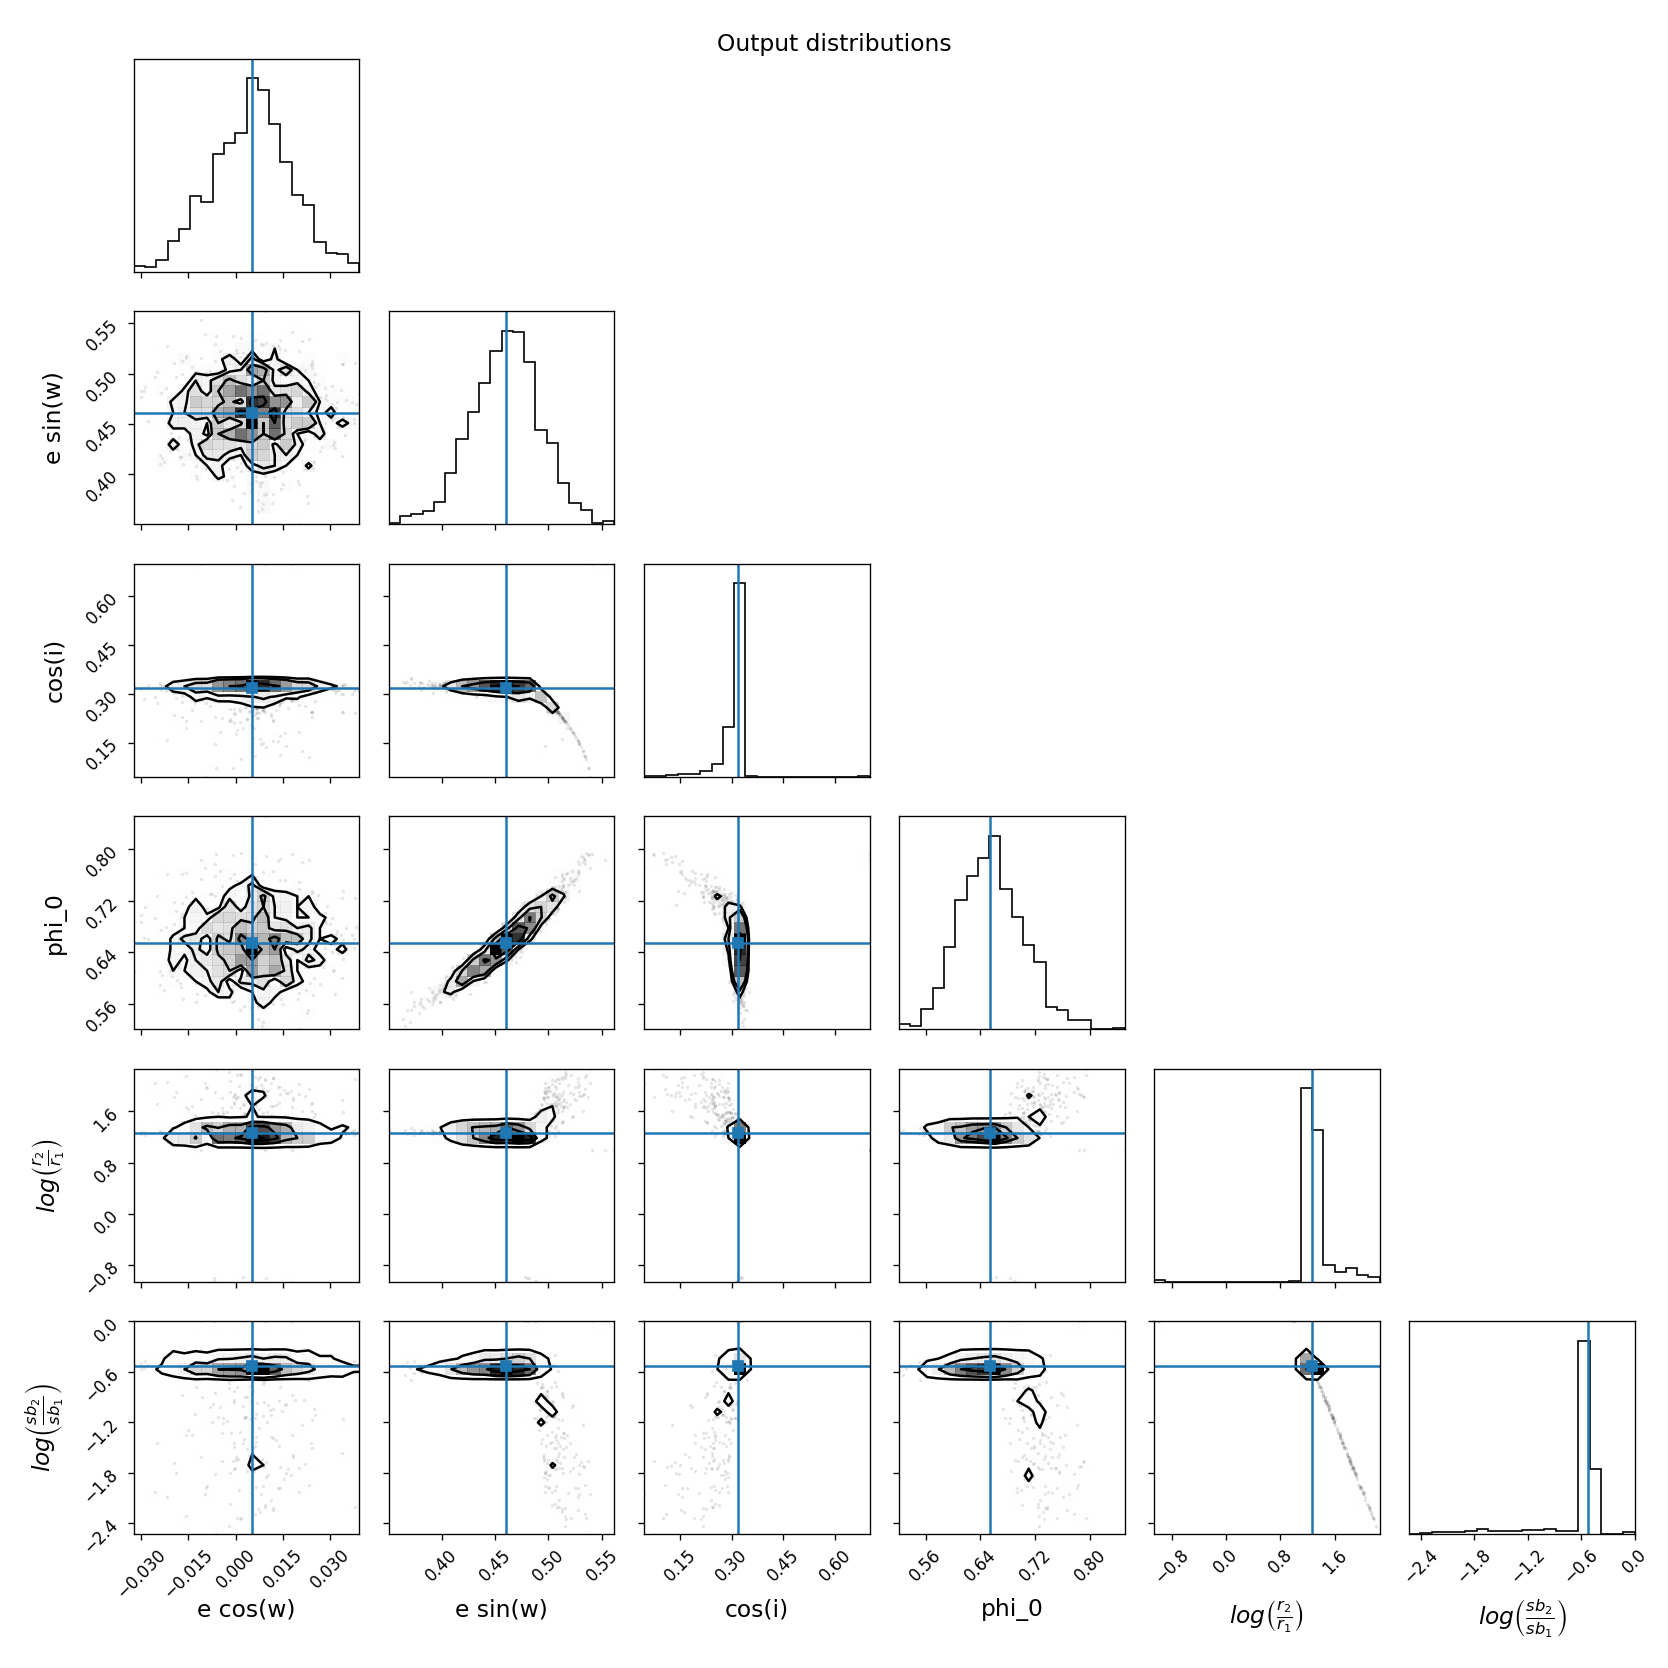 Output distributions
0.55
0.50
0.45
0.40
e sin(w)
0.60
0.45
0.30
0.15
cos(i)
0.80
0.72
0.64
0.56
phi_0
1.6
0.8
0.0
−0.8
log(r2/r1)
0.0
−0.6
−1.2
−1.8
−2.4
log(sb2/sb1)
−0.030 −0.015 0.000 0.015 0.030 0.40 0.45 0.50 0.55 0.15 0.30 0.45 0.60 0.56 0.64 0.72 0.80 −0.8 0.0 0.8 1.6 −2.4 −1.8 −1.2 −0.6 0.0
e cos(w) e sin(w) cos(i) phi_0 log(r2/r1) log(sb2/sb1)